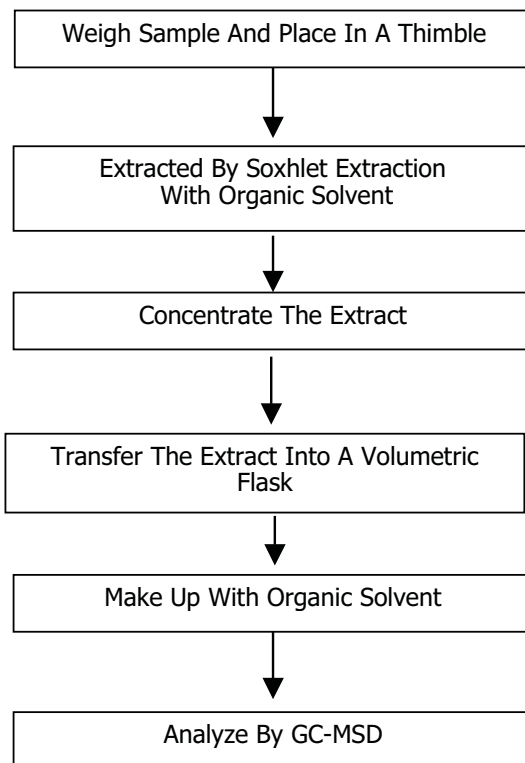 Weigh Sample And Place In A Thimble
Extracted By Soxhlet Extraction
With Organic Solvent
Concentrate The Extract
Transfer The Extract Into A Volumetric
Flask
Make Up With Organic Solvent
Analyze By GC-MSD